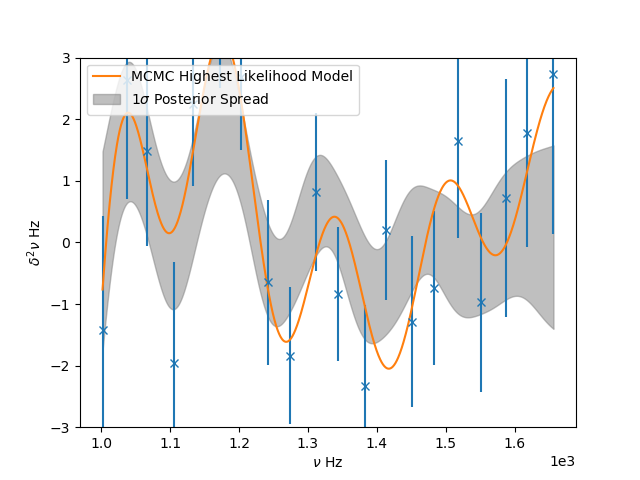 MCMC Highest Likelihood Model
1σ Posterior Spread
3
2
1
0
−1
−2
−3
δ²ν Hz
1.0 1.1 1.2 1.3 1.4 1.5 1.6
1e3
ν Hz